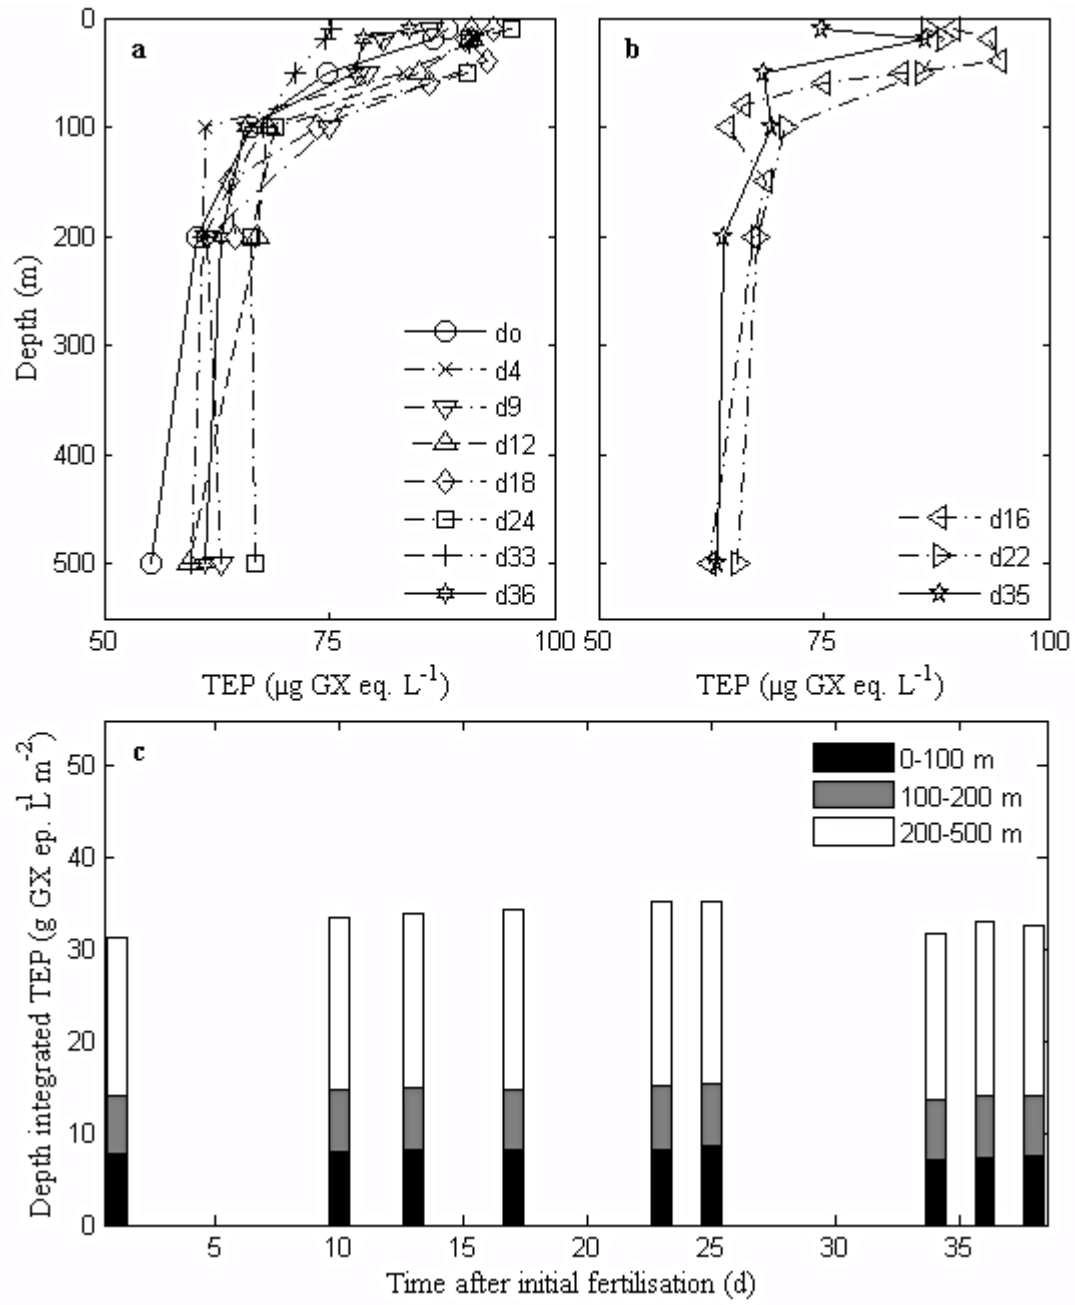 a
b
0
100
200
300
400
500
Depth (m)
do
d4
d9
d12
d18
d24
d33
d36
d16
d22
d35
50 75 100 50 75 100
TEP (µg GX eq. L-1)
TEP (µg GX eq. L-1)
c
0-100 m
100-200 m
200-500 m
50
40
30
20
10
0
Depth integrated TEP (g GX ep. L-1 m-2)
5 10 15 20 25 30 35
Time after initial fertilisation (d)